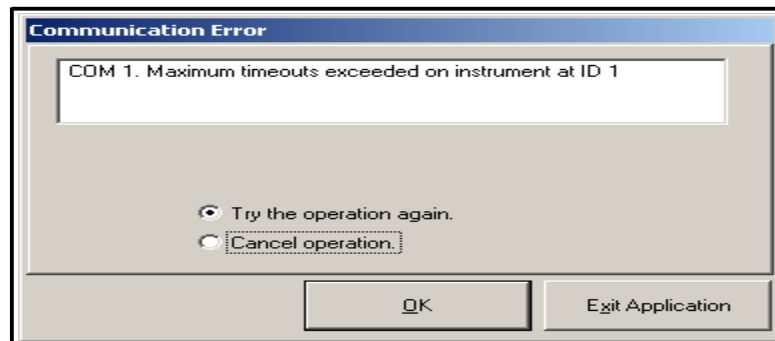 Communication Error
COM 1. Maximum timeouts exceeded on instrument at ID 1
Try the operation again.
Cancel operation.
OK
Exit Application